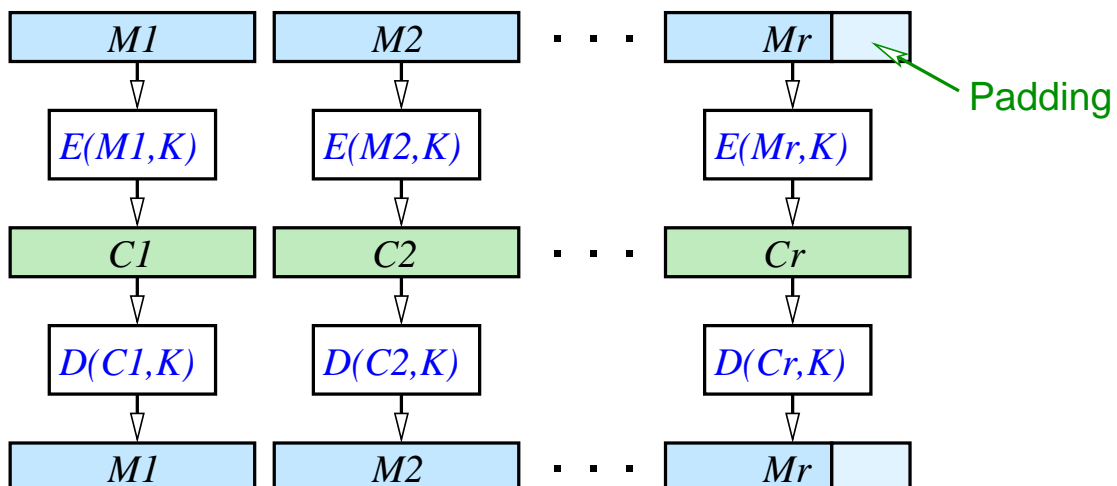 M1 M2 . . . Mr
Padding
E(M1,K) E(M2,K) E(Mr,K)
C1 C2 . . . Cr
D(C1,K) D(C2,K) D(Cr,K)
M1 M2 . . . Mr